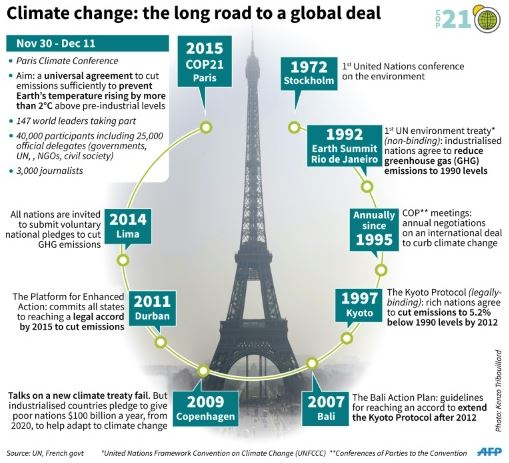 Climate change: the long road to a global deal
COP
21
Nov 30 - Dec 11
• Paris Climate Conference
• Aim: a universal agreement to cut
emissions sufficiently to prevent
Earth's temperature rising by more
than 2°C above pre-industrial levels
• 147 world leaders taking part
• 40,000 participants including 25,000
official delegates (governments,
UN, , NGOs, civil society)
• 3,000 journalists
2015
COP21
Paris
1972
Stockholm
1st United Nations conference
on the environment
1992
Earth Summit
Rio de Janeiro
1st UN environment treaty*
(non-binding): industrialised
nations agree to reduce
greenhouse gas (GHG)
emissions to 1990 levels
Annually
since
1995
COP** meetings:
annual negotiations
on an international deal
to curb climate change
1997
Kyoto
The Kyoto Protocol (legally-
binding): rich nations agree
to cut emissions to 5.2%
below 1990 levels by 2012
2007
Bali
The Bali Action Plan: guidelines
for reaching an accord to extend
the Kyoto Protocol after 2012
2009
Copenhagen
Talks on a new climate treaty fail. But
industrialised countries pledge to give
poor nations $100 billion a year, from
2020, to help adapt to climate change
2011
Durban
The Platform for Enhanced
Action: commits all states
to reaching a legal accord
by 2015 to cut emissions
2014
Lima
All nations are invited
to submit voluntary
national pledges to cut
GHG emissions
Photo: Kenzo Tribouillard
Source: UN, French govt
*United Nations Framework Convention on Climate Change (UNFCCC)
**Conferences of Parties to the Convention
AFP